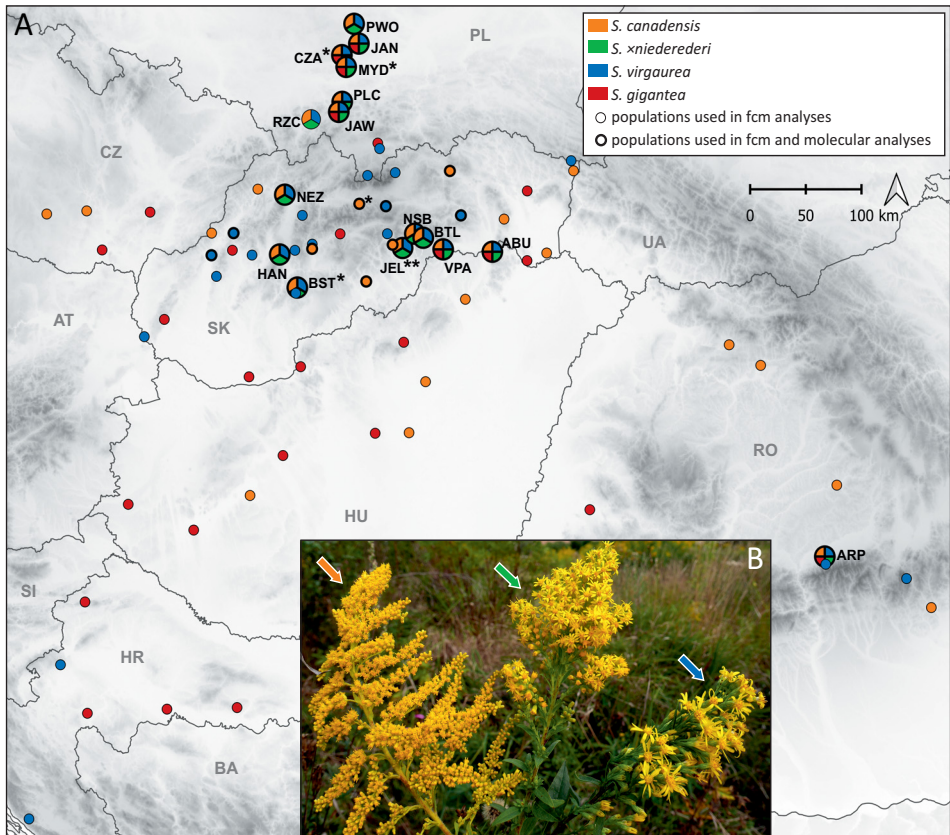 A
PWO
JAN
CZA*
MYD*
PLC
JAW
RZC
PL
S. canadensis
S. ×niederederi
S. virgaurea
S. gigantea
populations used in fcm analyses
populations used in fcm and molecular analyses
0 50 100 km
CZ
NEZ
*
NSB
BTL
ABU
UA
HAN
JEL**
VPA
BST*
AT
SK
RO
HU
ARP
B
SI
HR
BA